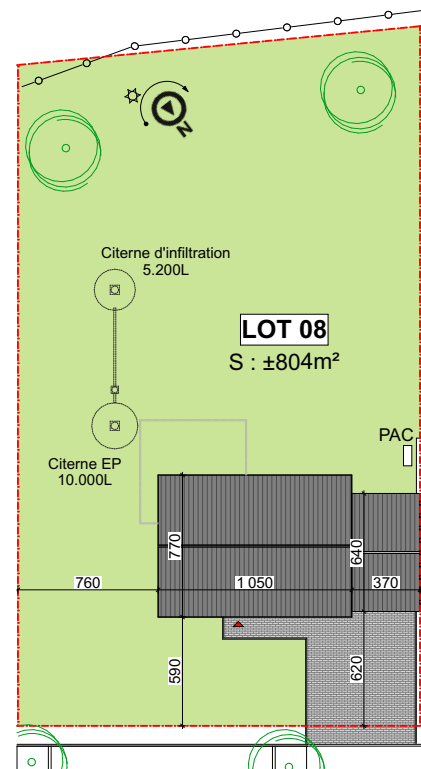 N
Citerne d'infiltration
5.200L
LOT 08
S : ±804m²
PAC
Citerne EP
10.000L
770
640
760
1 050
370
590
620